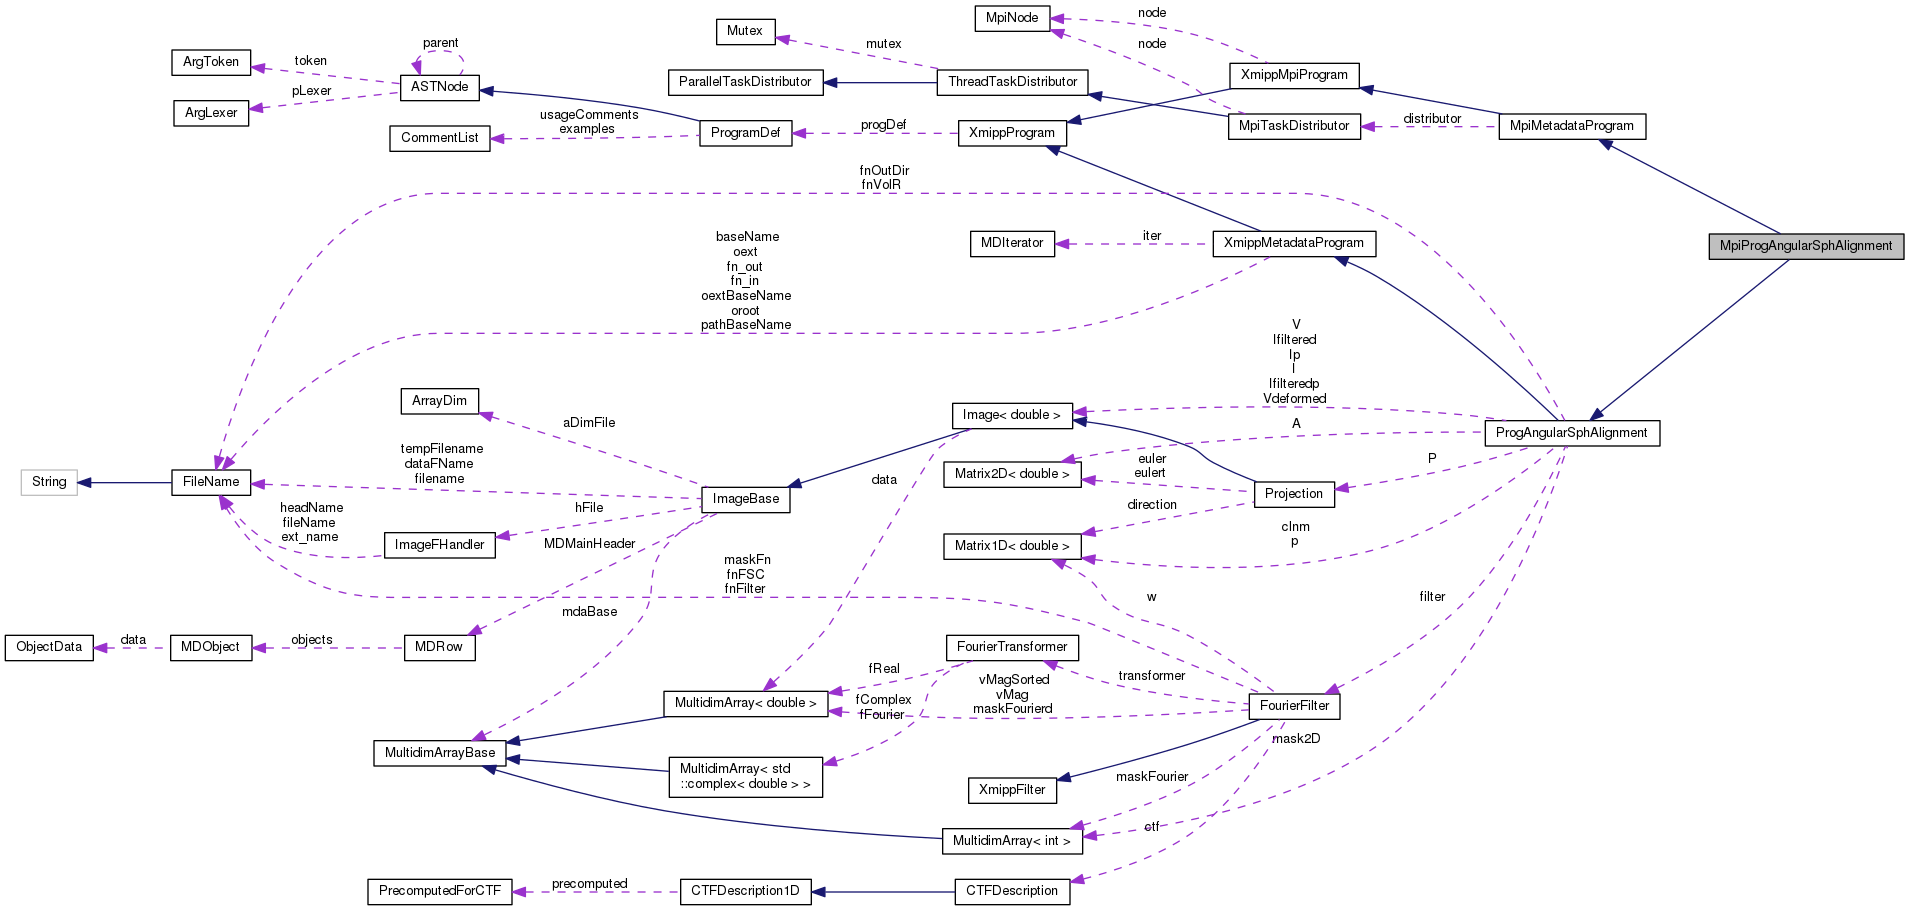 MpiNode
node
Mutex
mutex
node
parent
ArgToken
token
ASTNode
ParallelTaskDistributor
ThreadTaskDistributor
XmippMpiProgram
pLexer
ArgLexer
usageComments
examples
CommentList
ProgramDef
progDef
XmippProgram
MpiTaskDistributor
distributor
MpiMetadataProgram
fnOutDir
fnVolR
baseName
oext
fn_out
fn_in
oextBaseName
oroot
pathBaseName
MDIterator
iter
XmippMetadataProgram
MpiProgAngularSphAlignment
V
Ifiltered
Ip
I
Ifilteredp
Vdeformed
ArrayDim
aDimFile
Image< double >
A
ProgAngularSphAlignment
tempFilename
dataFName
filename
data
Matrix2D< double >
euler
eulert
P
String
FileName
ImageBase
Projection
headName
fileName
ext_name
hFile
direction
ImageFHandler
MDMainHeader
Matrix1D< double >
clnm
p
maskFn
fnFSC
fnFilter
w
filter
mdaBase
ObjectData
data
MDObject
objects
MDRow
FourierTransformer
fReal
vMagSorted
vMag
maskFourierd
transformer
MultidimArray< double >
fComplex
fFourier
FourierFilter
MultidimArrayBase
mask2D
MultidimArray< std
::complex< double > >
maskFourier
XmippFilter
ctf
MultidimArray< int >
PrecomputedForCTF
precomputed
CTFDescription1D
CTFDescription